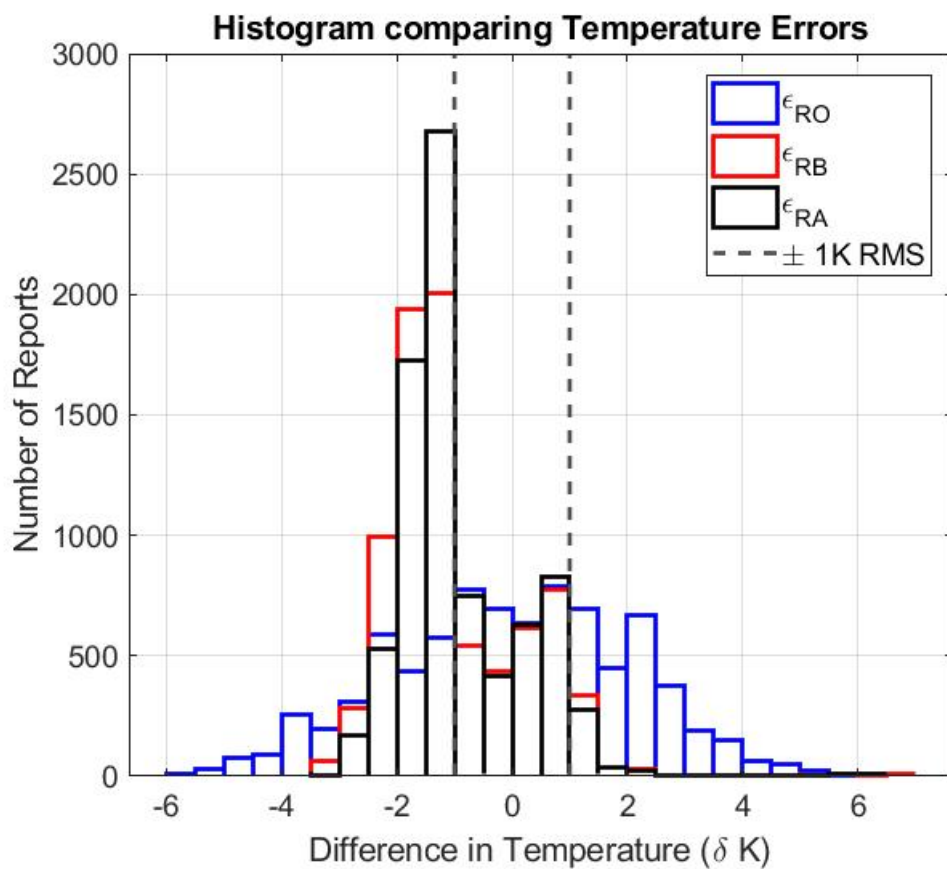 Histogram comparing Temperature Errors
3000
2500
2000
1500
1000
500
0
Number of Reports
ϵRO
ϵRB
ϵRA
± 1K RMS
-6 -4 -2 0 2 4 6
Difference in Temperature (δ K)